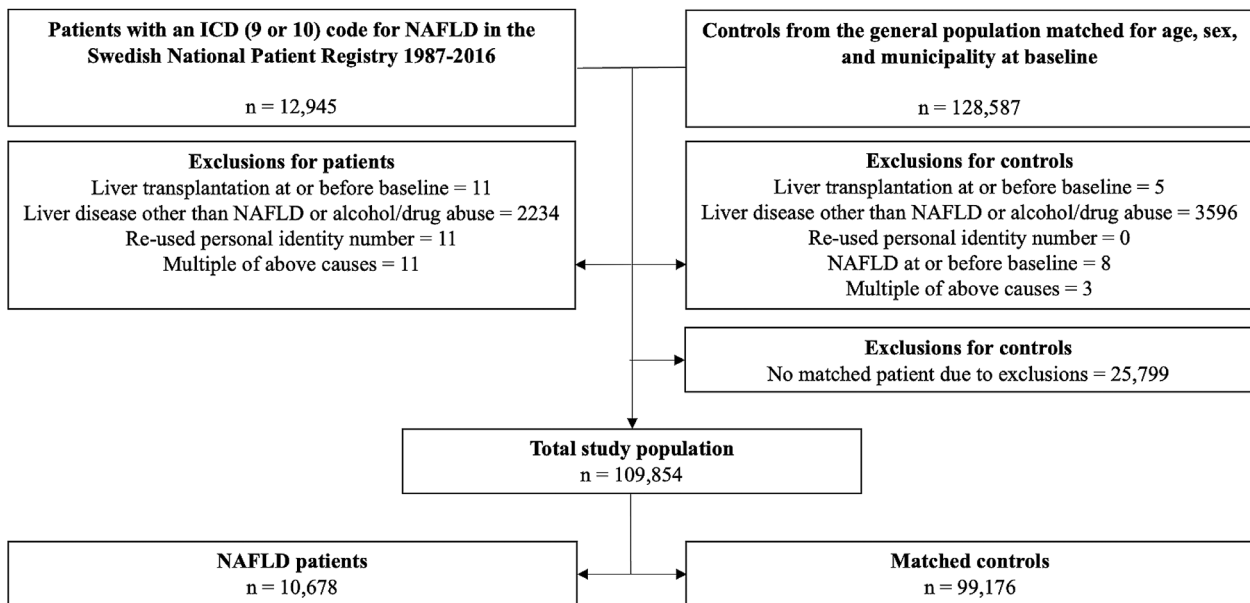 Patients with an ICD (9 or 10) code for NAFLD in the
Swedish National Patient Registry 1987-2016
n = 12,945
Controls from the general population matched for age, sex,
and municipality at baseline
n = 128,587
Exclusions for patients
Liver transplantation at or before baseline = 11
Liver disease other than NAFLD or alcohol/drug abuse = 2234
Re-used personal identity number = 11
Multiple of above causes = 11
Exclusions for controls
Liver transplantation at or before baseline = 5
Liver disease other than NAFLD or alcohol/drug abuse = 3596
Re-used personal identity number = 0
NAFLD at or before baseline = 8
Multiple of above causes = 3
Exclusions for controls
No matched patient due to exclusions = 25,799
Total study population
n = 109,854
NAFLD patients
n = 10,678
Matched controls
n = 99,176